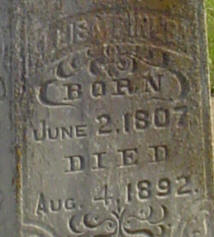 BORN
JUNE 2, 1807
DIED
AUG. 4, 1892.